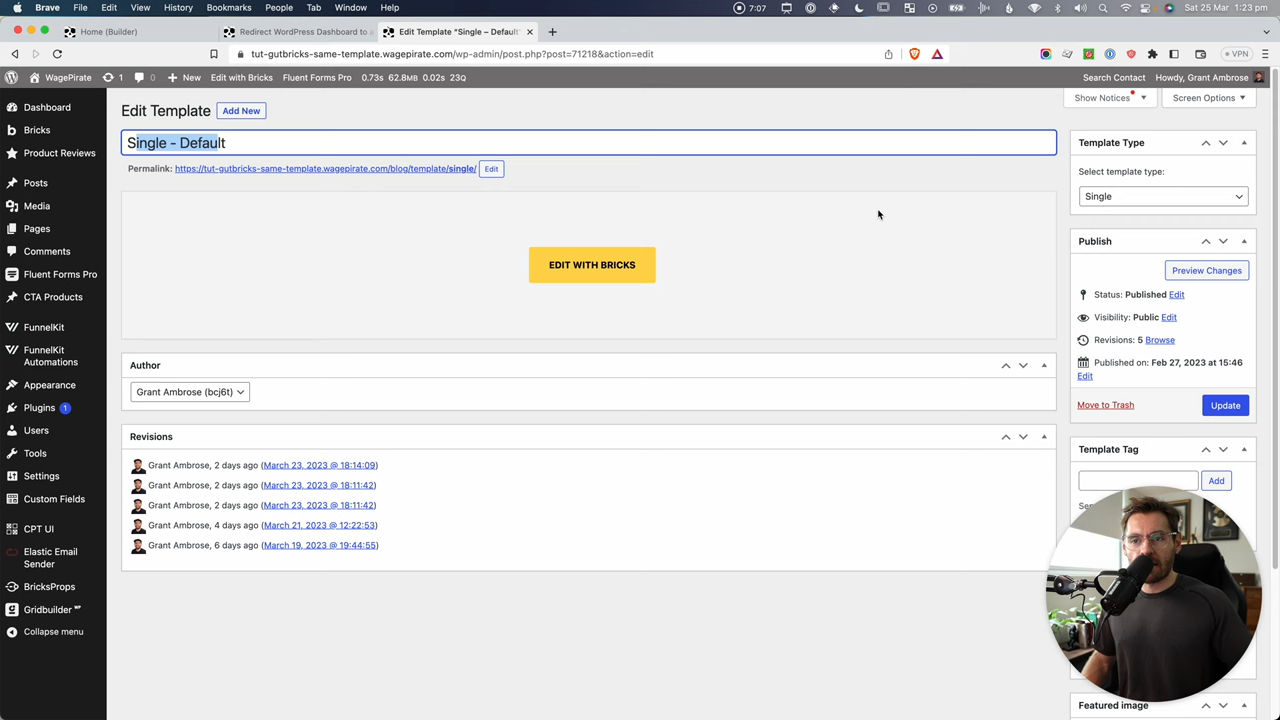 Brave File Edit View History Bookmarks People Tab Window Help
7:07
Sat 25 Mar 1:23 pm
Home (Builder)
Redirect WordPress Dashboard to a
Edit Template “Single – Default”
tut-gutbricks-same-template.wagepirate.com/wp-admin/post.php?post=71218&action=edit
VPN
WagePirate 1 0 New Edit with Bricks Fluent Forms Pro 0.73s 62.8MB 0.02s 23Q
Search Contact Howdy, Grant Ambrose
Show Notices
Screen Options
Dashboard
Bricks
Product Reviews
Posts
Media
Pages
Comments
Fluent Forms Pro
CTA Products
FunnelKit
FunnelKit
Automations
Appearance
Plugins 1
Users
Tools
Settings
Custom Fields
CPT UI
Elastic Email
Sender
BricksProps
Gridbuilder WP
Collapse menu
Edit Template
Add New
Single - Default
Permalink: https://tut-gutbricks-same-template.wagepirate.com/blog/template/single/ Edit
EDIT WITH BRICKS
Author
Grant Ambrose (bcj6t)
Revisions
Grant Ambrose, 2 days ago (March 23, 2023 @ 18:14:09)
Grant Ambrose, 2 days ago (March 23, 2023 @ 18:11:42)
Grant Ambrose, 2 days ago (March 23, 2023 @ 18:11:42)
Grant Ambrose, 4 days ago (March 21, 2023 @ 12:22:53)
Grant Ambrose, 6 days ago (March 19, 2023 @ 19:44:55)
Template Type
Select template type:
Single
Publish
Preview Changes
Status: Published Edit
Visibility: Public Edit
Revisions: 5 Browse
Published on: Feb 27, 2023 at 15:46
Edit
Move to Trash
Update
Template Tag
Add
Featured image